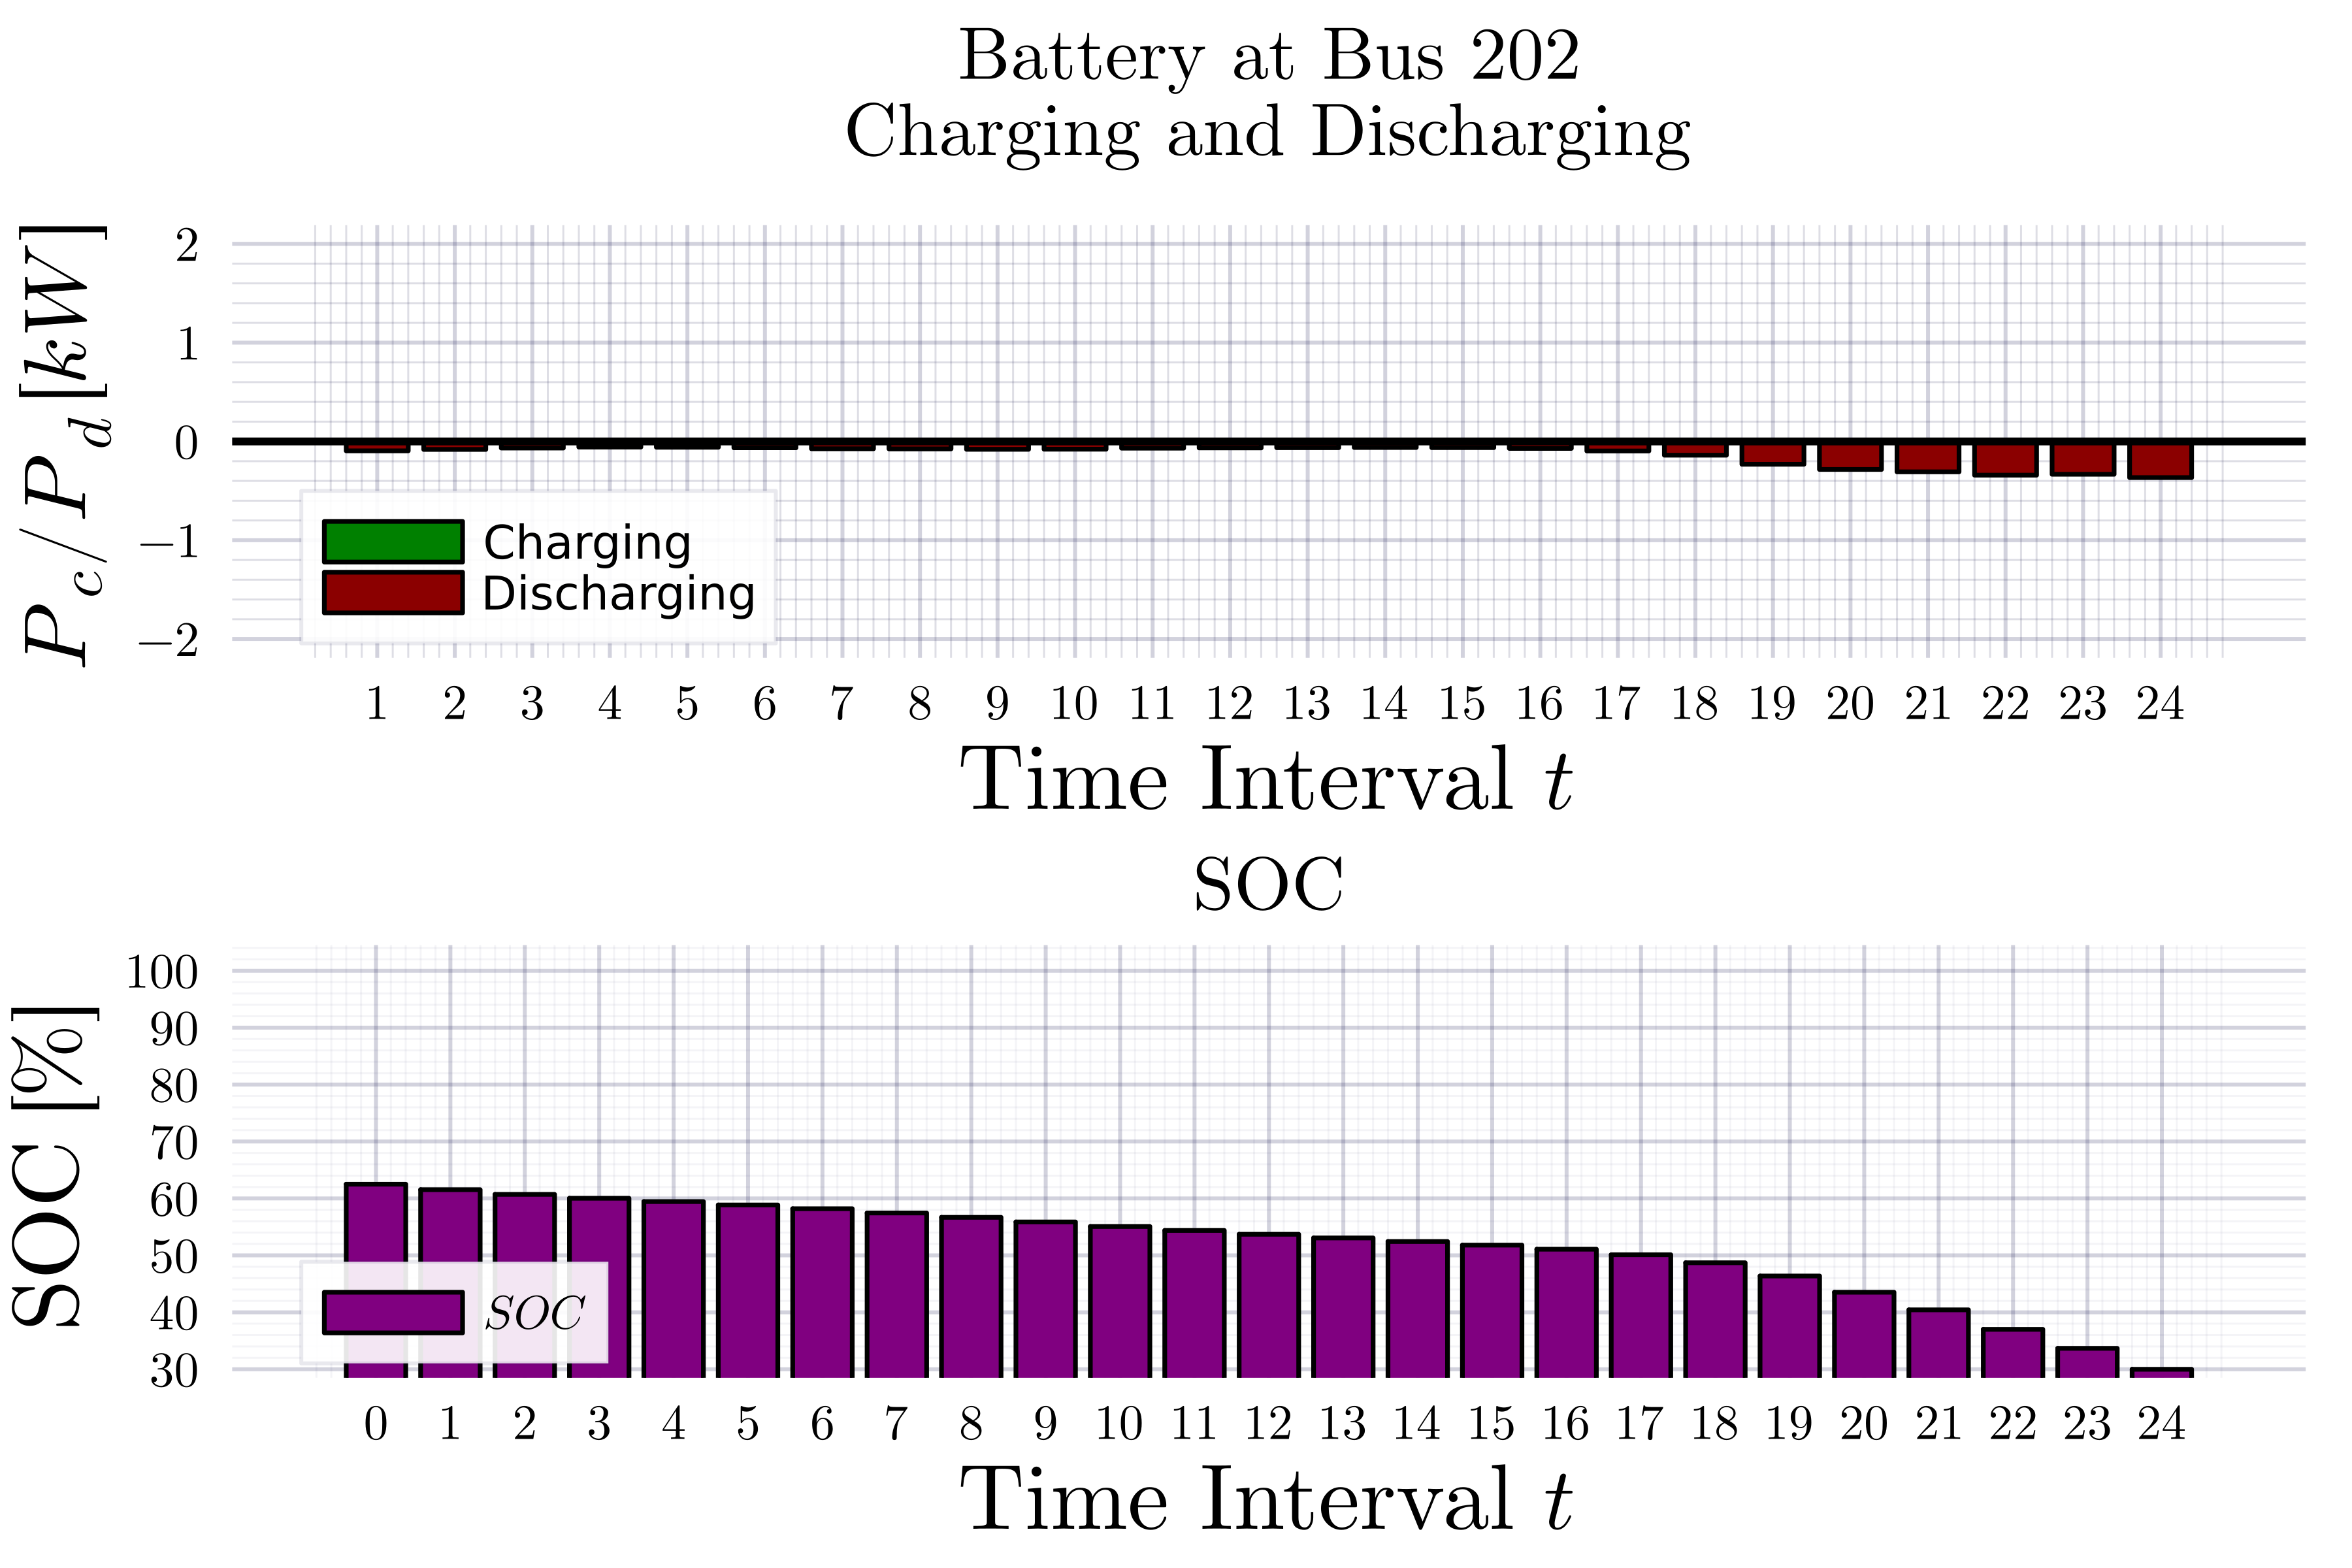 Battery at Bus 202
Charging and Discharging
P_c/P_d [kW]
2
1
0
−1
−2
Charging
Discharging
1 2 3 4 5 6 7 8 9 10 11 12 13 14 15 16 17 18 19 20 21 22 23 24
Time Interval t
SOC
SOC [%]
100
90
80
70
60
50
40
30
SOC
0 1 2 3 4 5 6 7 8 9 10 11 12 13 14 15 16 17 18 19 20 21 22 23 24
Time Interval t